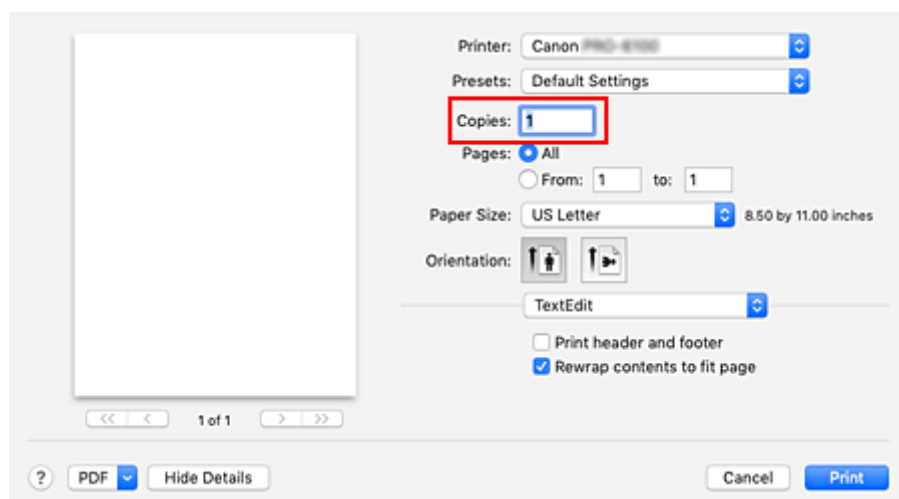 Printer: Canon
Presets: Default Settings
Copies: 1
Pages: All
From: 1 to: 1
Paper Size: US Letter 8.50 by 11.00 inches
Orientation:
TextEdit
Print header and footer
Rewrap contents to fit page
<< < 1 of 1 > >>
? PDF Hide Details Cancel Print